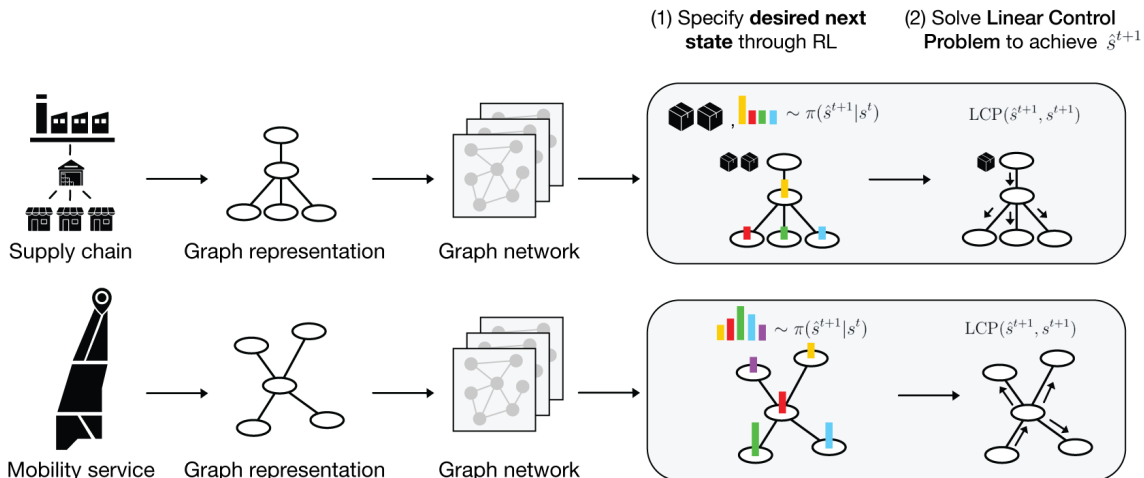 (1) Specify desired next
state through RL
(2) Solve Linear Control
Problem to achieve ŝ^{t+1}
, ∼ π(ŝ^{t+1}|s^t)
LCP(ŝ^{t+1}, s^{t+1})
Supply chain
Graph representation
Graph network
∼ π(ŝ^{t+1}|s^t)
LCP(ŝ^{t+1}, s^{t+1})
Mobility service
Graph representation
Graph network